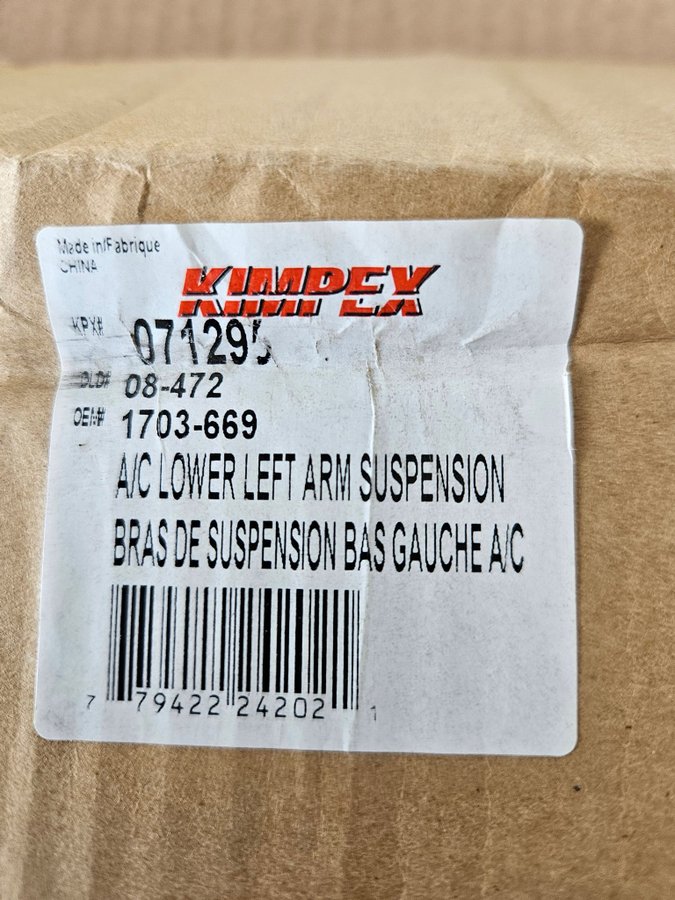 Made in/Fabrique
CHINA
KIMPEX
KPX# 071295
OLD# 08-472
OEM# 1703-669
A/C LOWER LEFT ARM SUSPENSION
BRAS DE SUSPENSION BAS GAUCHE A/C
7 79422 24202 1